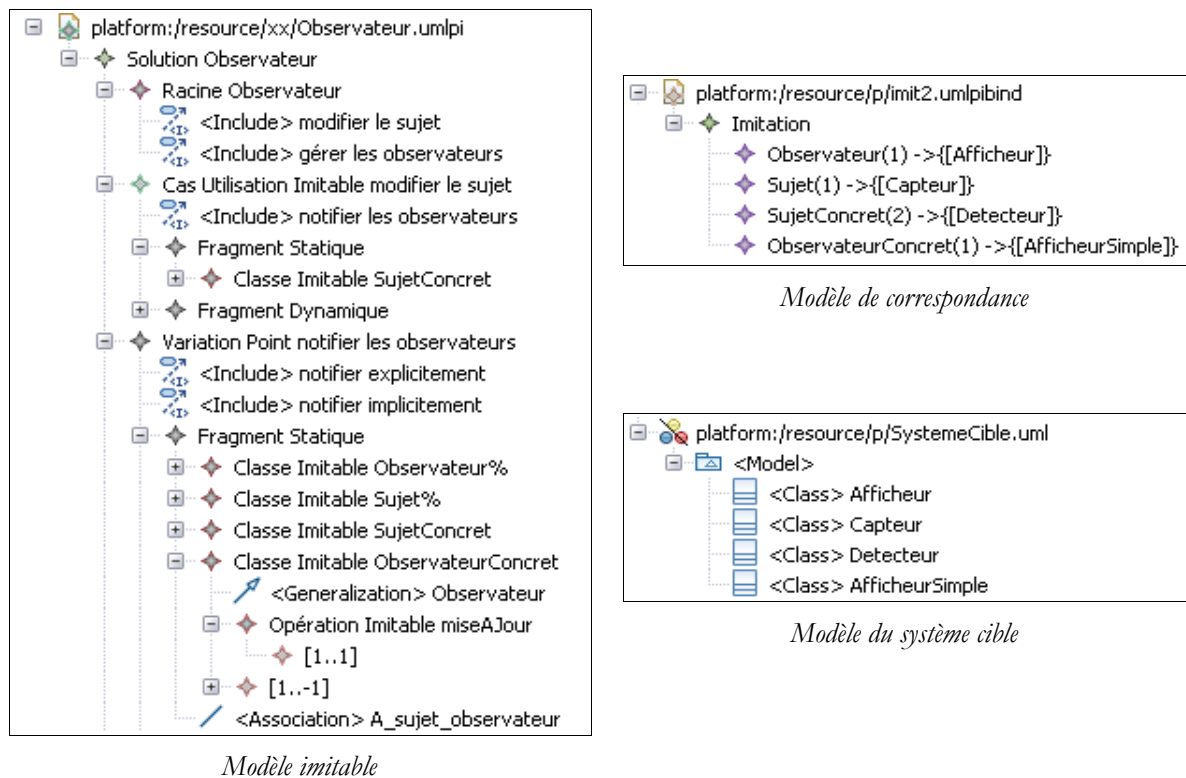 platform:/resource/xx/Observateur.umlpi
Solution Observateur
Racine Observateur
<Include> modifier le sujet
<Include> gérer les observateurs
Cas Utilisation Imitable modifier le sujet
<Include> notifier les observateurs
Fragment Statique
Classe Imitable SujetConcret
Fragment Dynamique
Variation Point notifier les observateurs
<Include> notifier explicitement
<Include> notifier implicitement
Fragment Statique
Classe Imitable Observateur%
Classe Imitable Sujet%
Classe Imitable SujetConcret
Classe Imitable ObservateurConcret
<Generalization> Observateur
Opération Imitable miseAJour
[1..1]
[1..-1]
<Association> A_sujet_observateur
Modèle imitable
platform:/resource/p/imit2.umlpibind
Imitation
Observateur(1) ->{[Afficheur]}
Sujet(1) ->{[Capteur]}
SujetConcret(2) ->{[Detecteur]}
ObservateurConcret(1) ->{[AfficheurSimple]}
Modèle de correspondance
platform:/resource/p/SystemeCible.uml
<Model>
<Class> Afficheur
<Class> Capteur
<Class> Detecteur
<Class> AfficheurSimple
Modèle du système cible